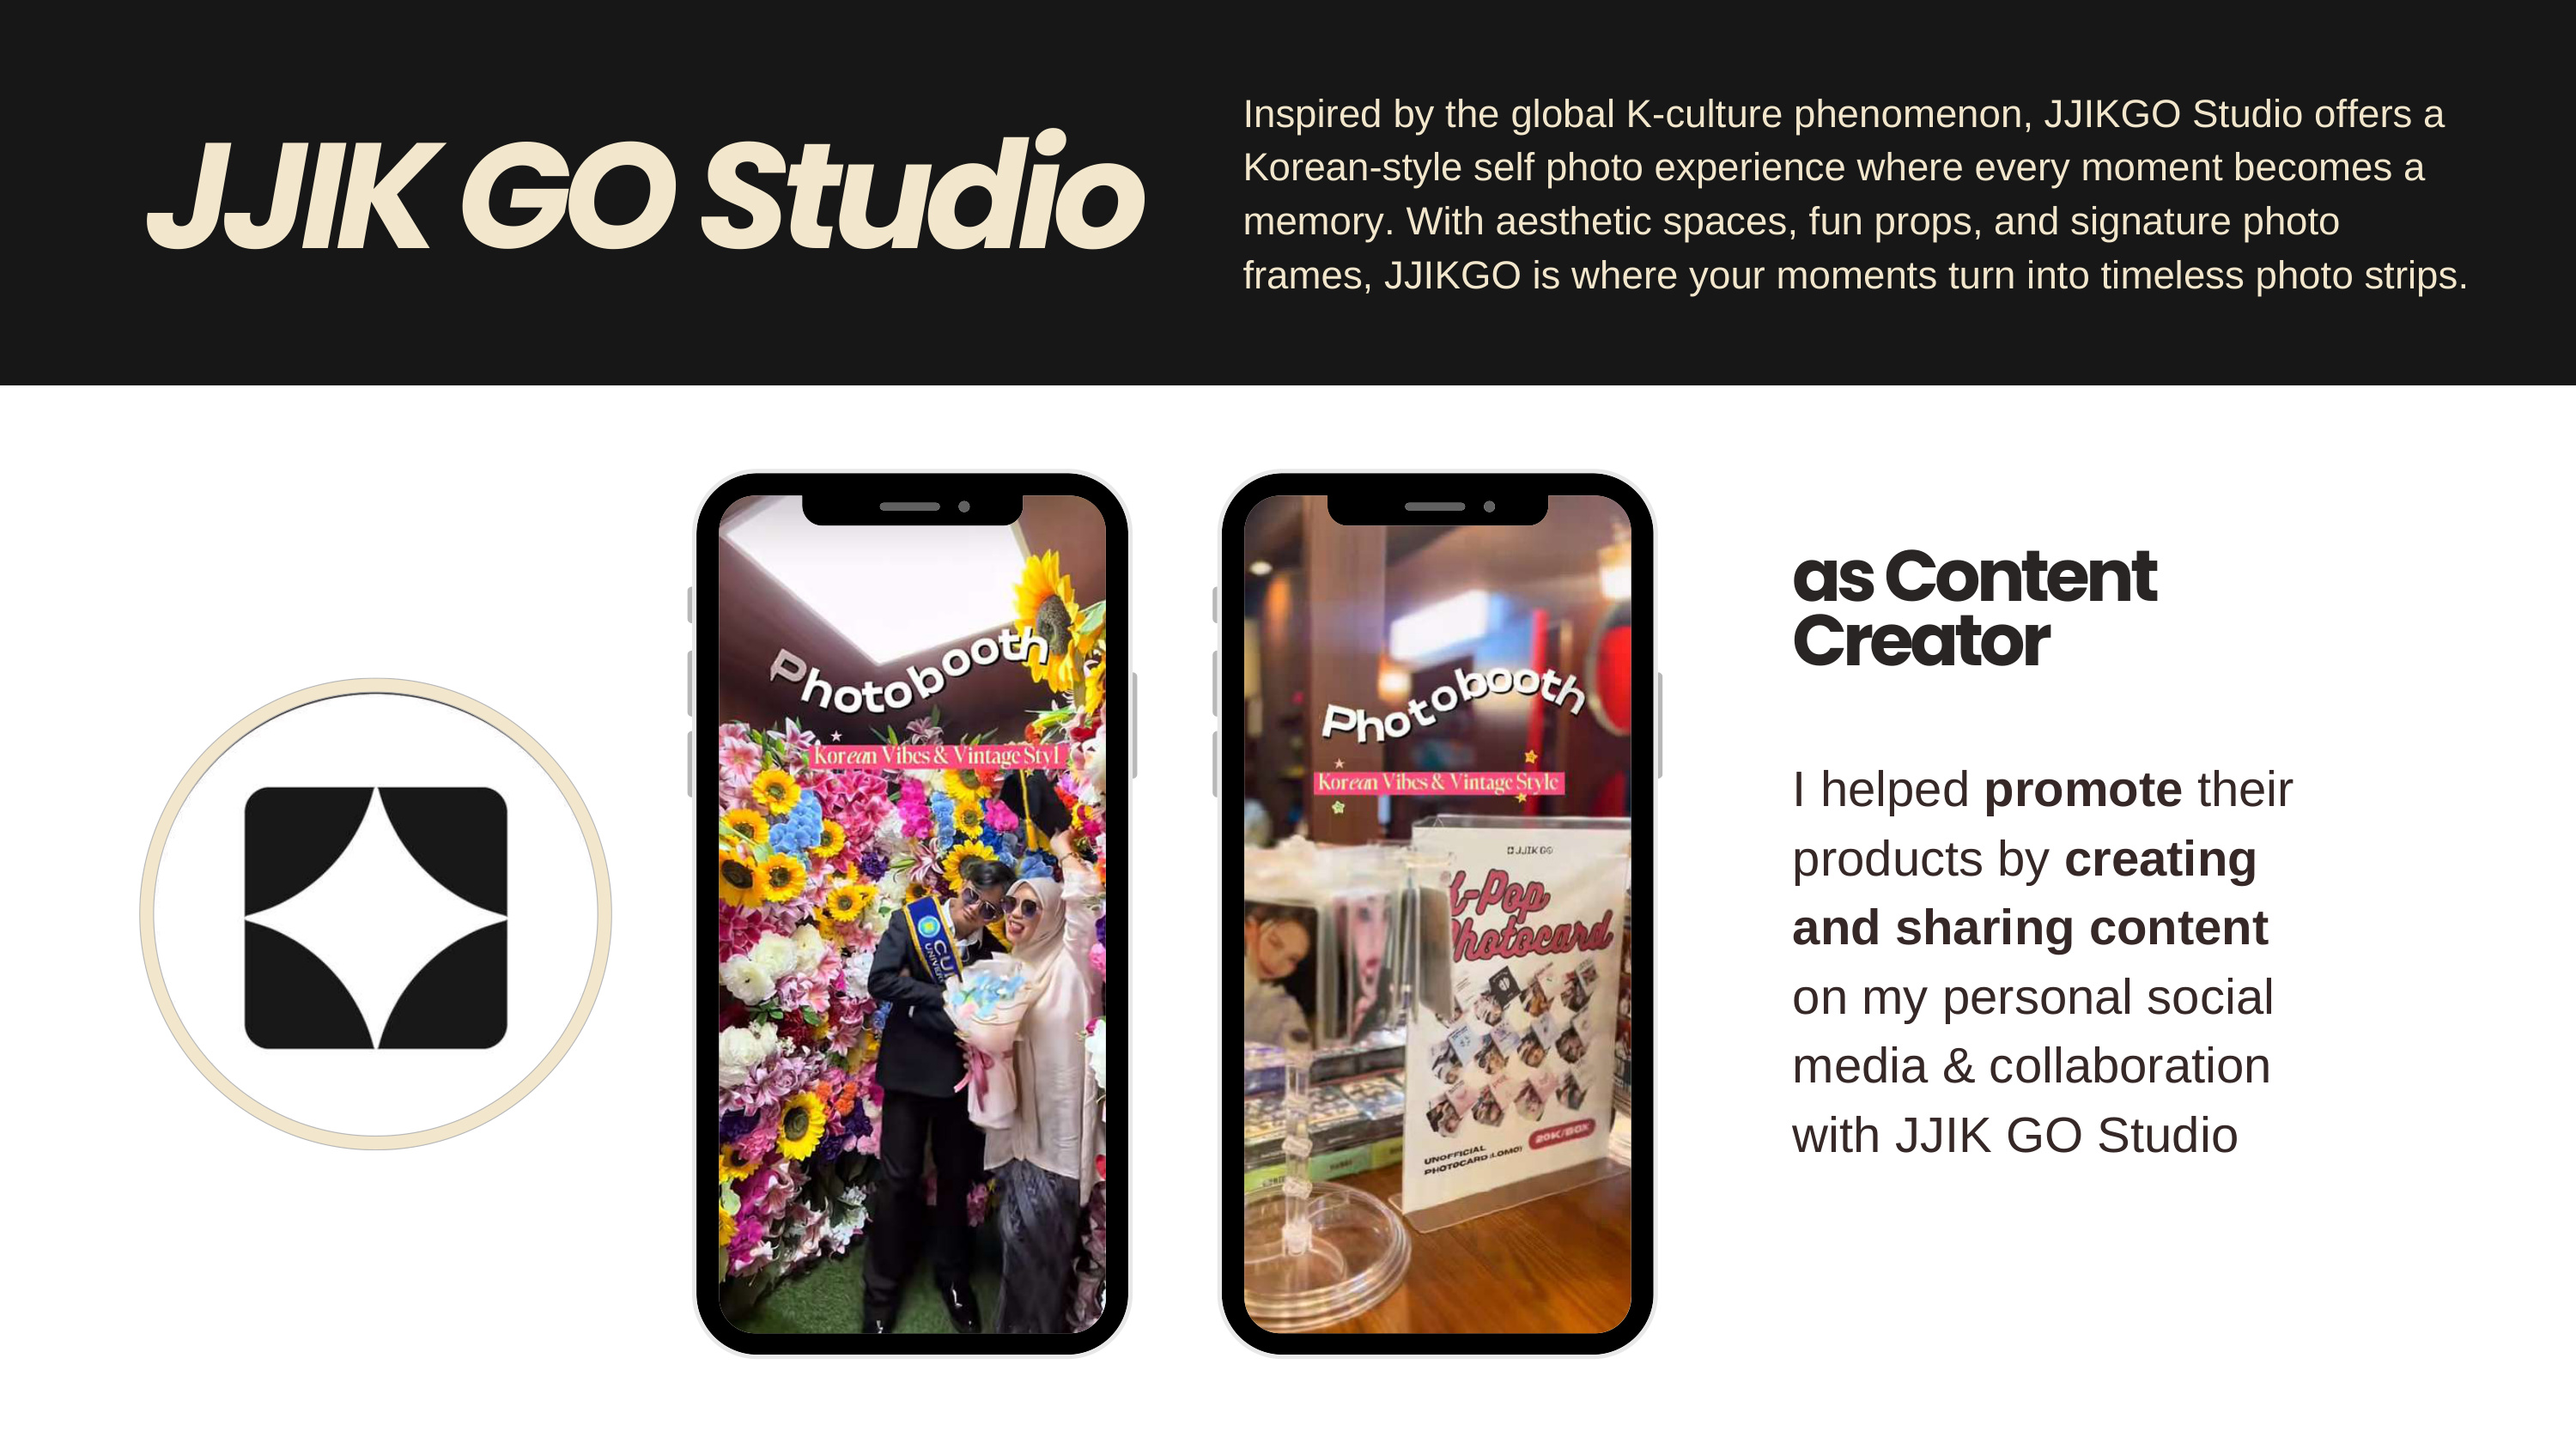 JJIK GO Studio
Inspired by the global K-culture phenomenon, JJIKGO Studio offers a
Korean-style self photo experience where every moment becomes a
memory. With aesthetic spaces, fun props, and signature photo
frames, JJIKGO is where your moments turn into timeless photo strips.
Photobooth
Korean Vibes & Vintage Styl
CU
UNIVER
Photobooth
Korean Vibes & Vintage Style
JJIK GO
K-Pop
Photocard
20K/BOX
UNOFFICIAL
PHOTOCARD (LOMO)
as Content
Creator
I helped promote their
products by creating
and sharing content
on my personal social
media & collaboration
with JJIK GO Studio